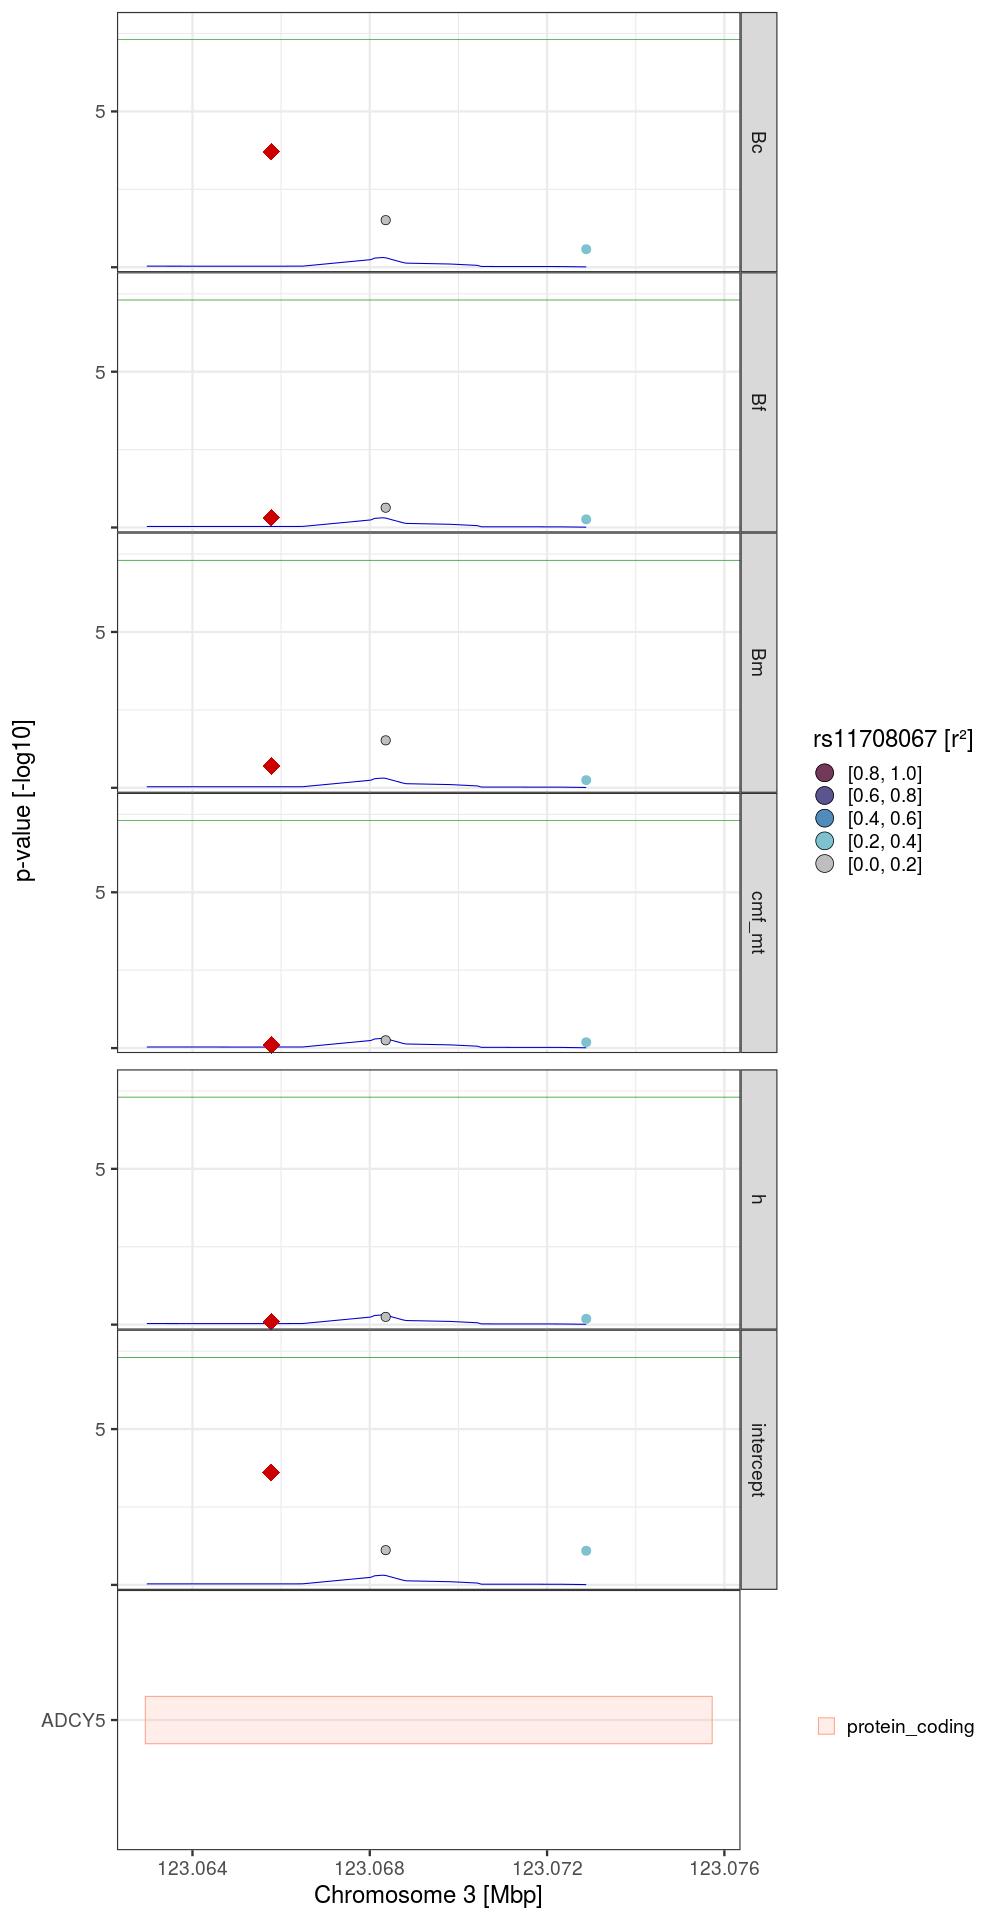 p-value [-log10]
5
Bc
5
Bf
5
Bm
5
cmf_mt
5
h
5
intercept
rs11708067 [r²]
[0.8, 1.0]
[0.6, 0.8]
[0.4, 0.6]
[0.2, 0.4]
[0.0, 0.2]
ADCY5
protein_coding
123.064 123.068 123.072 123.076
Chromosome 3 [Mbp]